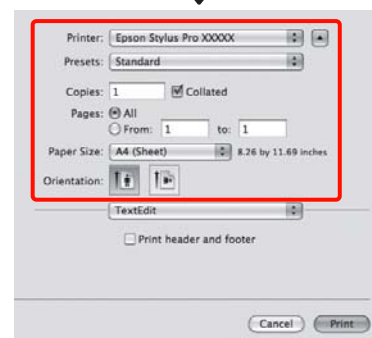 Printer: Epson Stylus Pro XXXXX
Presets: Standard
Copies: 1 Collated
Pages: All
From: 1 to: 1
Paper Size: A4 (Sheet) 8.26 by 11.69 inches
Orientation:
TextEdit
Print header and footer
Cancel Print